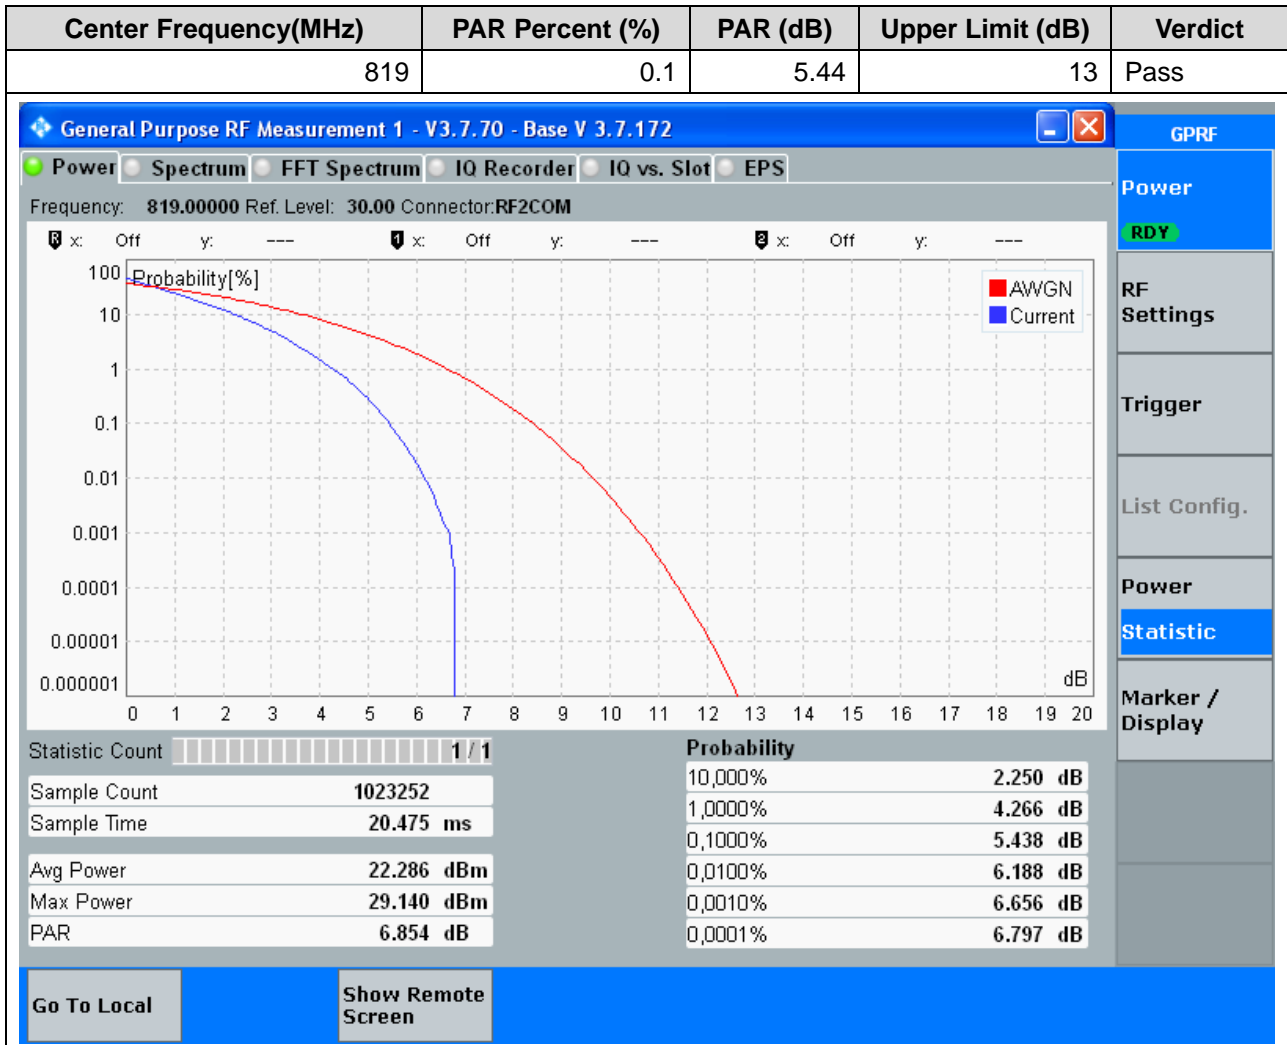 Center Frequency(MHz) PAR Percent (%) PAR (dB) Upper Limit (dB) Verdict
819 0.1 5.44 13 Pass
General Purpose RF Measurement 1 - V3.7.70 - Base V 3.7.172
GPRF
Power Spectrum FFT Spectrum IQ Recorder IQ vs. Slot EPS
Power
RDY
Frequency: 819.00000 Ref. Level: 30.00 Connector:RF2COM
R x: Off y: --- 1 x: Off y: --- 2 x: Off y: ---
Probability[%]
100
10
1
0.1
0.01
0.001
0.0001
0.00001
0.000001
AWGN
Current
dB
0 1 2 3 4 5 6 7 8 9 10 11 12 13 14 15 16 17 18 19 20
RF
Settings
Trigger
List Config.
Power
Statistic
Marker /
Display
Statistic Count 1 / 1
Sample Count 1023252
Sample Time 20.475 ms
Avg Power 22.286 dBm
Max Power 29.140 dBm
PAR 6.854 dB
Probability
10,000% 2.250 dB
1,0000% 4.266 dB
0,1000% 5.438 dB
0,0100% 6.188 dB
0,0010% 6.656 dB
0,0001% 6.797 dB
Go To Local
Show Remote
Screen